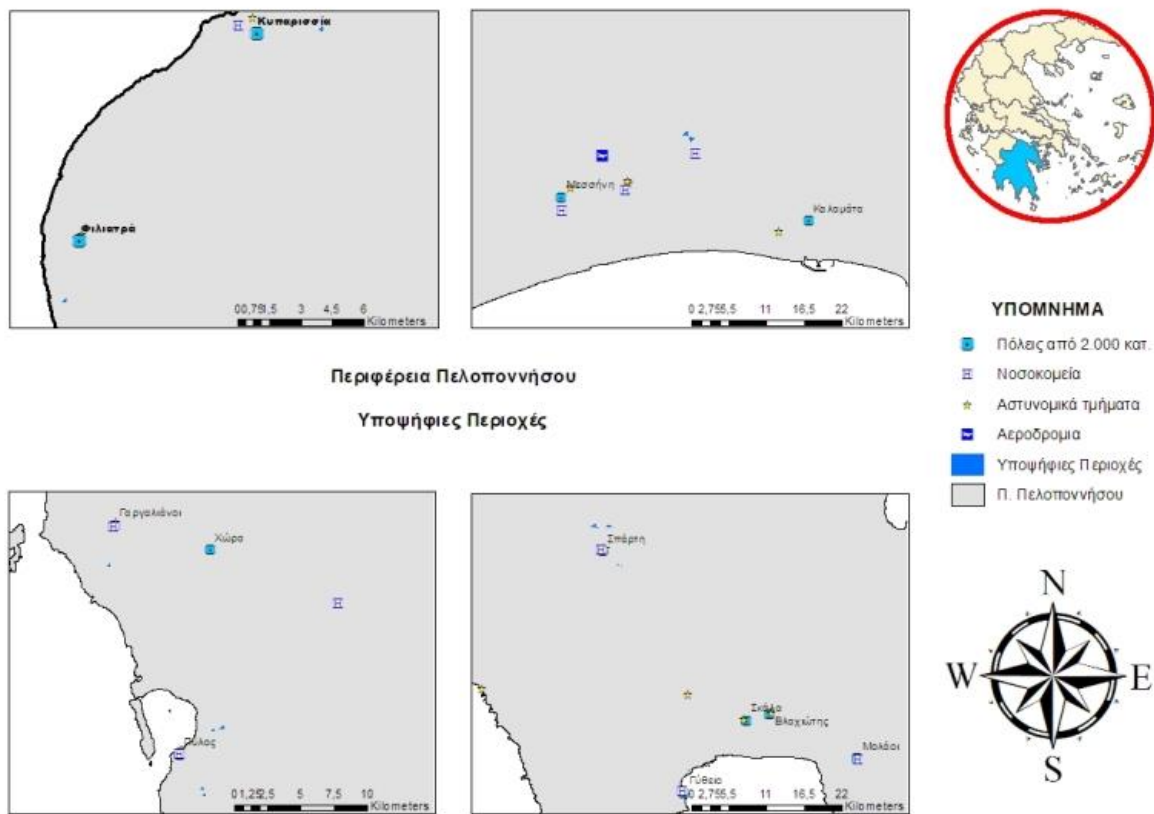 Κυπαρισσία
Φιλιατρά
00,751,5 3 4,5 6
Kilometers
Μεσσήνη
Καλαμάτα
0 2,755,5 11 16,5 22
Kilometers
Περιφέρεια Πελοποννήσου
Υποψήφιες Περιοχές
ΥΠΟΜΝΗΜΑ
Πόλεις από 2.000 κατ.
Νοσοκομεία
Αστυνομικά τμήματα
Αεροδρομια
Υποψήφιες Περιοχές
Π. Πελοποννήσου
Γαργαλιάνοι
Χώρα
Πύλος
01,252,5 5 7,5 10
Kilometers
Σπάρτη
Σκάλα
Βλαχιώτης
Μολάοι
Γύθειο
0 2,755,5 11 16,5 22
Kilometers
N
W E
S